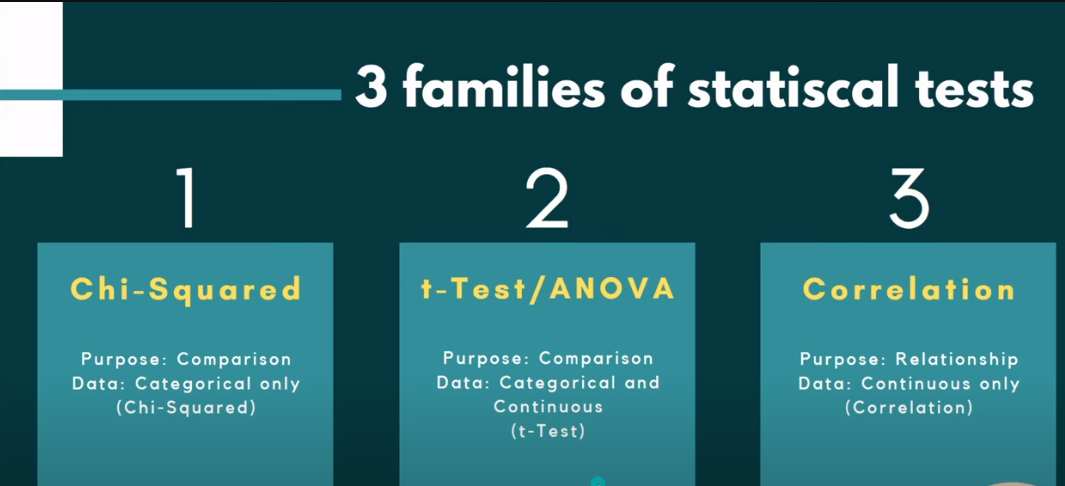 3 families of statiscal tests
1
Chi-Squared
Purpose: Comparison
Data: Categorical only
(Chi-Squared)
2
t-Test/ANOVA
Purpose: Comparison
Data: Categorical and
Continuous
(t-Test)
3
Correlation
Purpose: Relationship
Data: Continuous only
(Correlation)